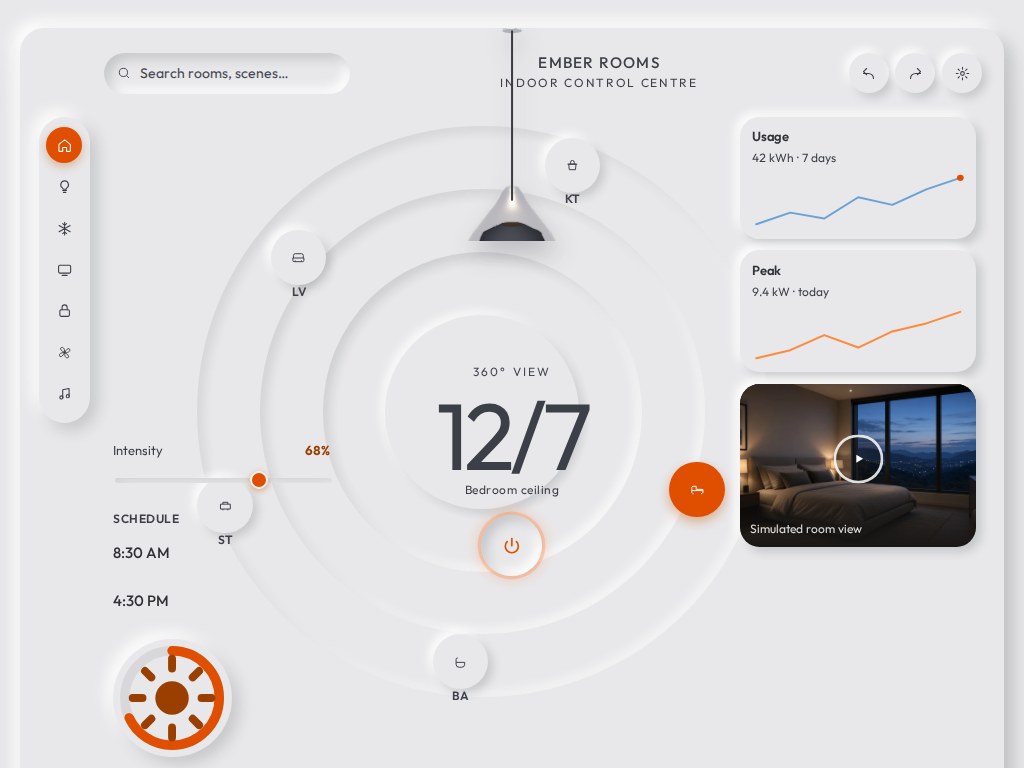 Search rooms, scenes...
EMBER ROOMS
INDOOR CONTROL CENTRE
Usage
42 kWh · 7 days
KT
LV
Peak
9.4 kW · today
360° VIEW
12/7
Bedroom ceiling
Intensity
68%
SCHEDULE
8:30 AM
4:30 PM
ST
BA
Simulated room view